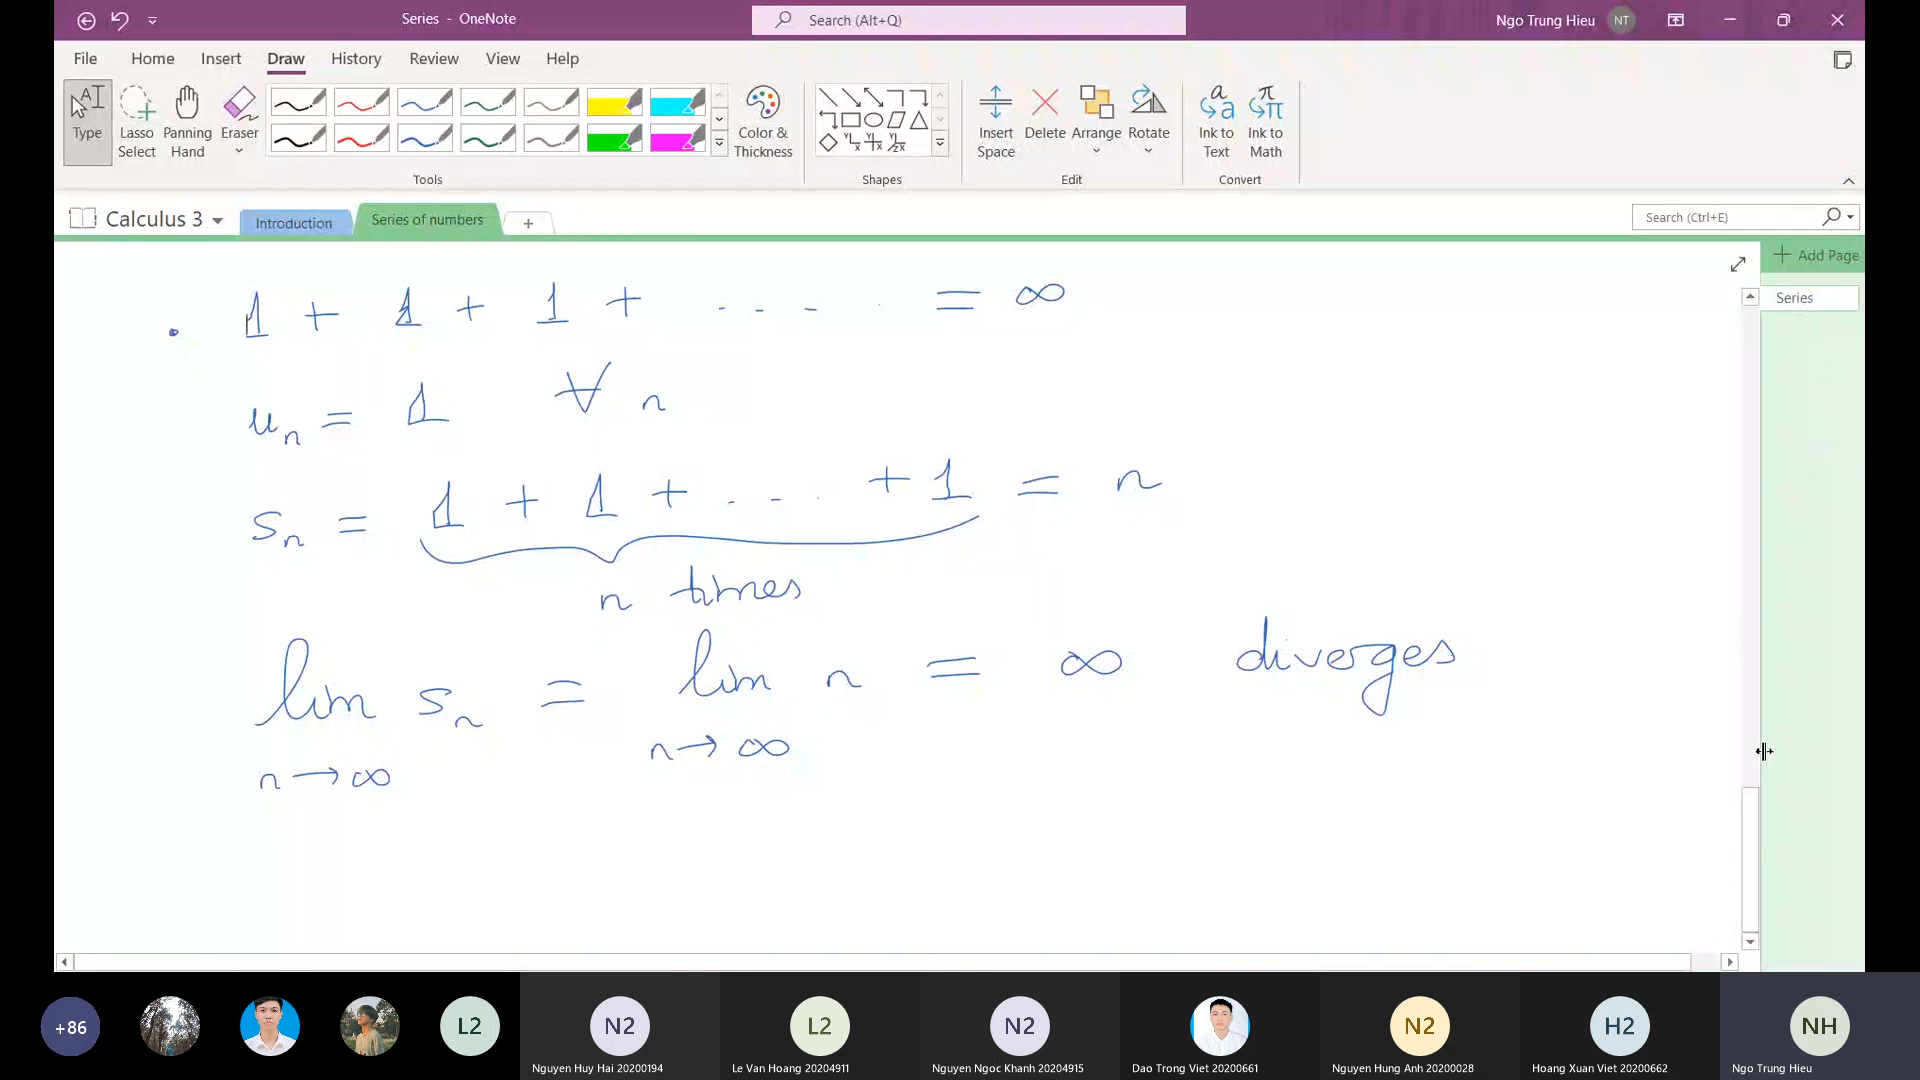 Series - OneNote
Search (Alt+Q)
Ngo Trung Hieu NT
File Home Insert Draw History Review View Help
Type
Lasso Select
Panning Hand
Eraser
Color & Thickness
Insert Space
Delete
Arrange
Rotate
Ink to Text
Ink to Math
Tools
Shapes
Edit
Convert
Calculus 3
Introduction
Series of numbers
Search (Ctrl+E)
Add Page
Series
1 + 1 + 1 + .... = ∞
u_n = 1 ∀ n
s_n = 1 + 1 + ... + 1 = n
n times
lim s_n = lim n = ∞ diverges
n → ∞ n → ∞
+86
L2
N2
L2
N2
N2
H2
NH
Nguyen Huy Hai 20200194
Le Van Hoang 20204911
Nguyen Ngoc Khanh 20204915
Dao Trong Viet 20200661
Nguyen Hung Anh 20200028
Hoang Xuan Viet 20200662
Ngo Trung Hieu